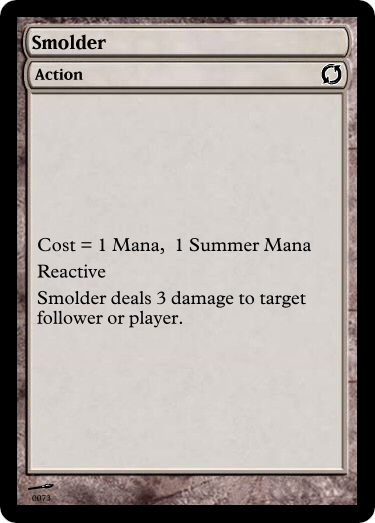 Smolder
Action
Cost = 1 Mana, 1 Summer Mana
Reactive
Smolder deals 3 damage to target
follower or player.
0073